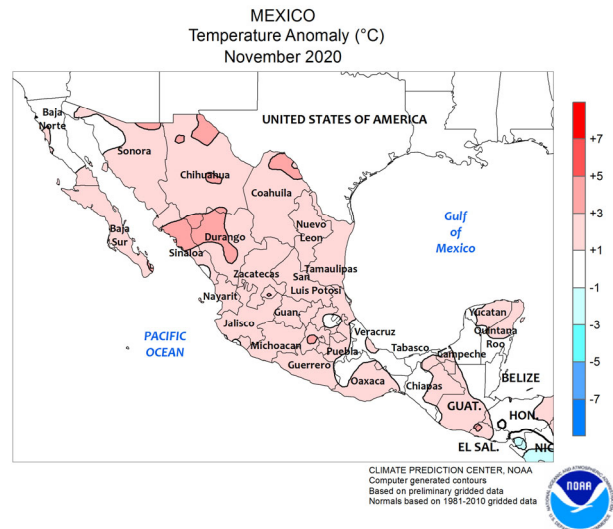 MEXICO
Temperature Anomaly (°C)
November 2020
Baja
Norte
UNITED STATES OF AMERICA
Sonora
Chihuahua
Coahuila
Baja
Sur
Nuevo
Leon
Gulf
of
Mexico
Durango
Sinaloa
Zacatecas
Tamaulipas
San
Luis Potosi
Nayarit
Jalisco
Guan.
Yucatan
Quintana
Roo
PACIFIC
OCEAN
Michoacan
Veracruz
Tabasco
Campeche
Puebla
Guerrero
Oaxaca
Chiapas
BELIZE
GUAT.
HON.
EL SAL.
NIC
+7
+5
+3
+1
-1
-3
-5
-7
CLIMATE PREDICTION CENTER, NOAA
Computer generated contours
Based on preliminary gridded data
Normals based on 1981-2010 gridded data
NOAA